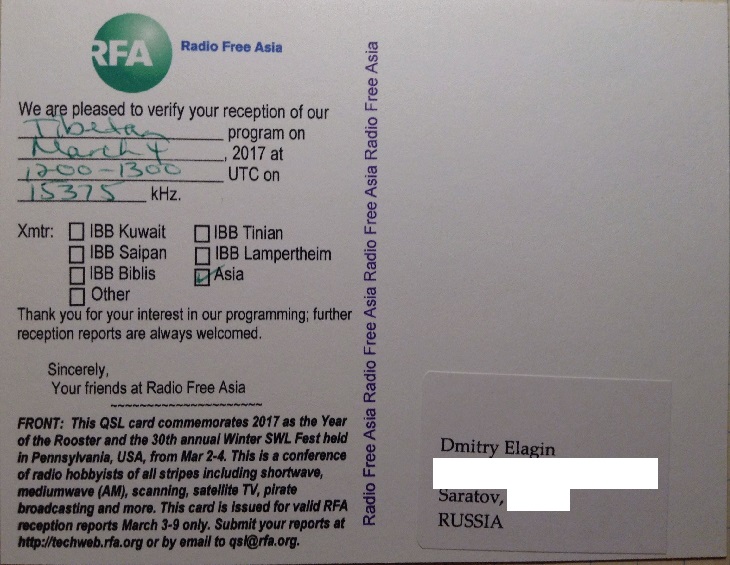 RFA Radio Free Asia
We are pleased to verify your reception of our
Tibetan program on
March 4, 2017 at
1200-1300 UTC on
15375 kHz.
Xmtr: IBB Kuwait IBB Tinian
IBB Saipan IBB Lampertheim
IBB Biblis Asia
Other
Thank you for your interest in our programming; further
reception reports are always welcomed.
Sincerely,
Your friends at Radio Free Asia
~~~~~~~~~~~~~~~~~~~~~~
FRONT: This QSL card commemorates 2017 as the Year
of the Rooster and the 30th annual Winter SWL Fest held
in Pennsylvania, USA, from Mar 2-4. This is a conference
of radio hobbyists of all stripes including shortwave,
mediumwave (AM), scanning, satellite TV, pirate
broadcasting and more. This card is issued for valid RFA
reception reports March 3-9 only. Submit your reports at
http://techweb.rfa.org or by email to qsl@rfa.org.
Radio Free Asia Radio Free Asia Radio Free Asia Radio Free Asia Radio Free Asia
Dmitry Elagin
Saratov,
RUSSIA